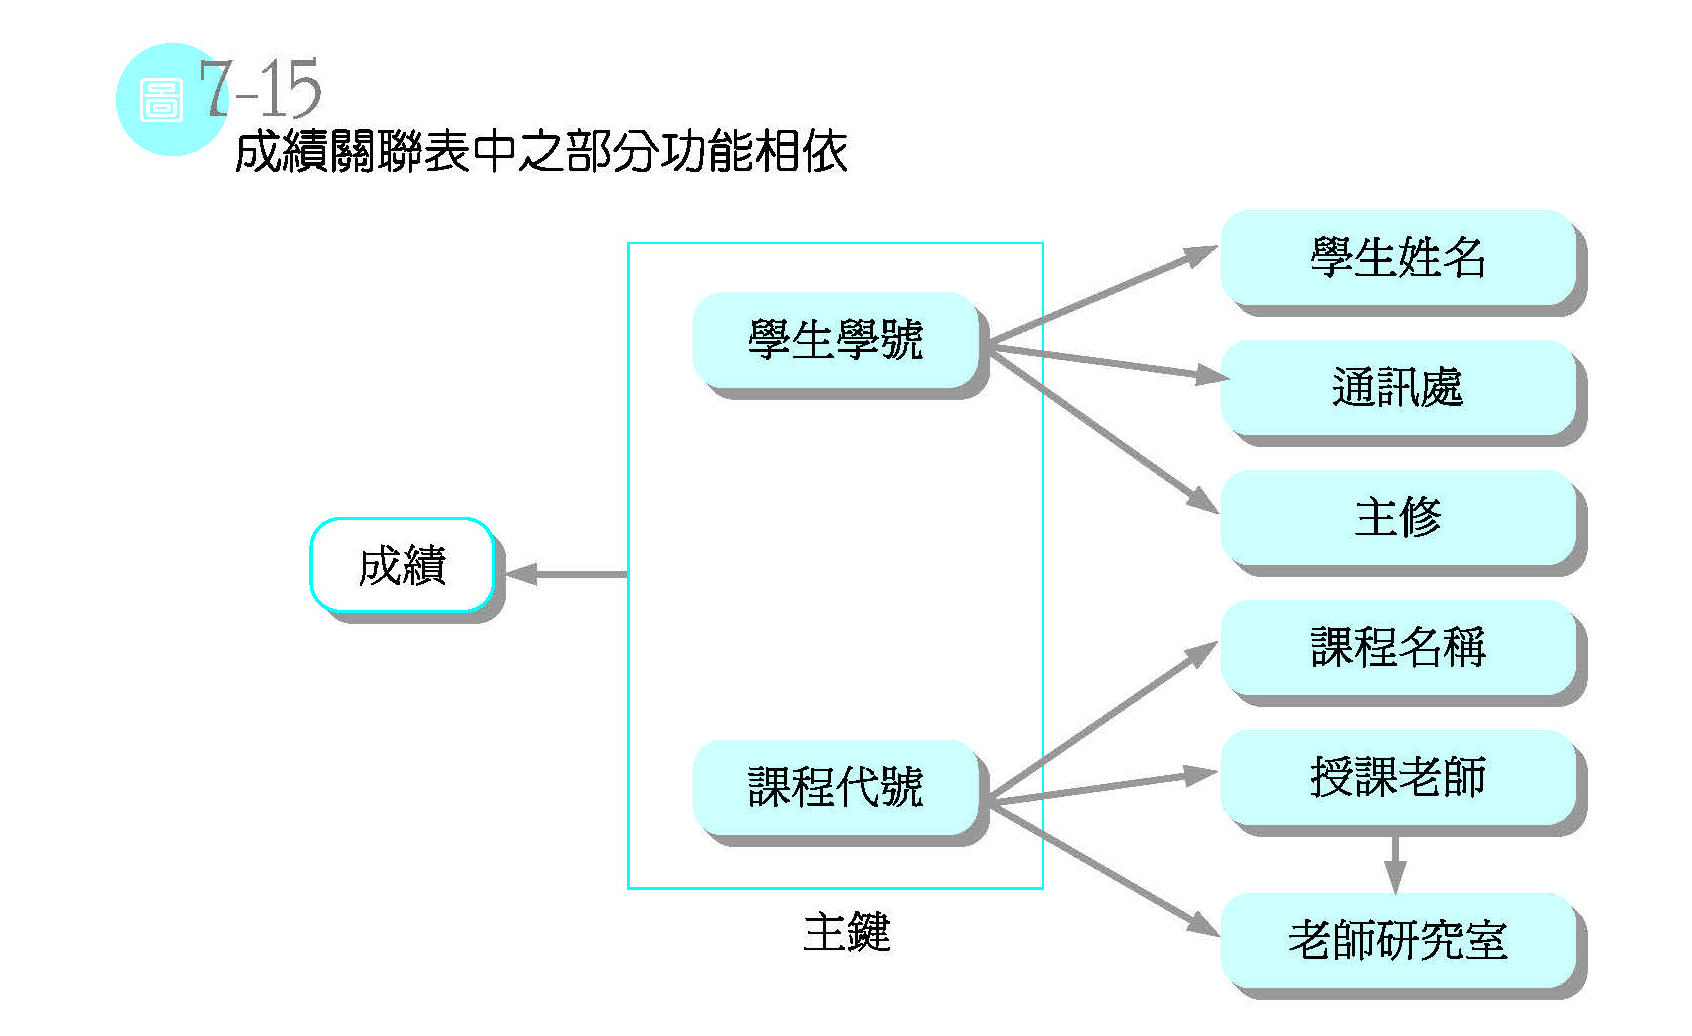 圖 7-15
成績關聯表中之部分功能相依
學生姓名
學生學號
通訊處
主修
成績
課程名稱
授課老師
課程代號
主鍵
老師研究室